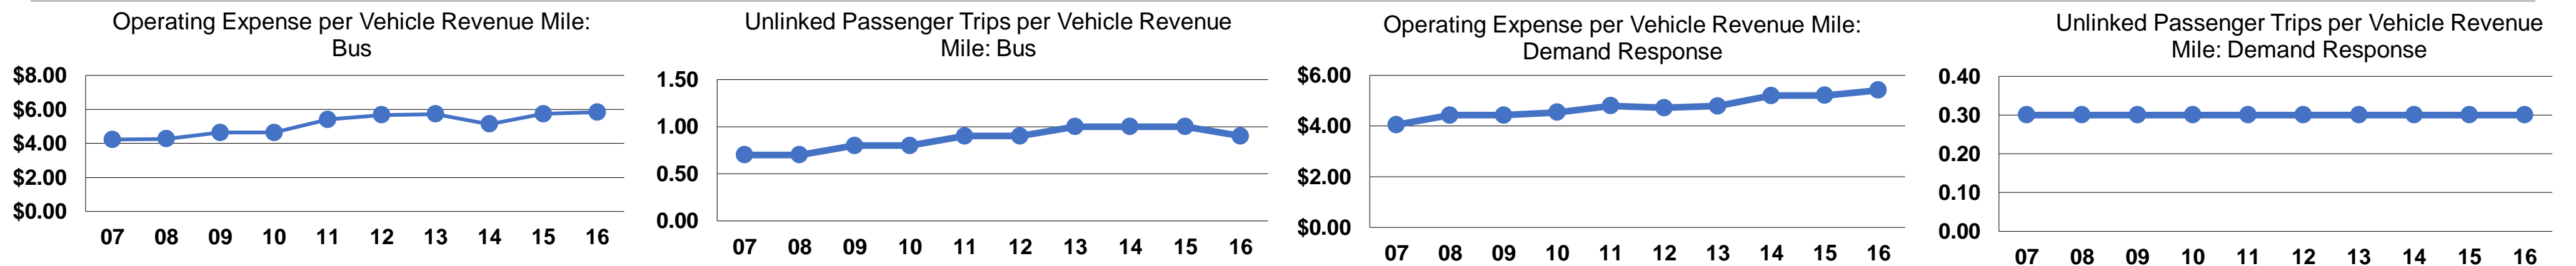 Operating Expense per Vehicle Revenue Mile:
Bus
$8.00
$6.00
$4.00
$2.00
$0.00
07 08 09 10 11 12 13 14 15 16
Unlinked Passenger Trips per Vehicle Revenue
Mile: Bus
1.50
1.00
0.50
0.00
07 08 09 10 11 12 13 14 15 16
Operating Expense per Vehicle Revenue Mile:
Demand Response
$6.00
$4.00
$2.00
$0.00
07 08 09 10 11 12 13 14 15 16
Unlinked Passenger Trips per Vehicle Revenue
Mile: Demand Response
0.40
0.30
0.20
0.10
0.00
07 08 09 10 11 12 13 14 15 16